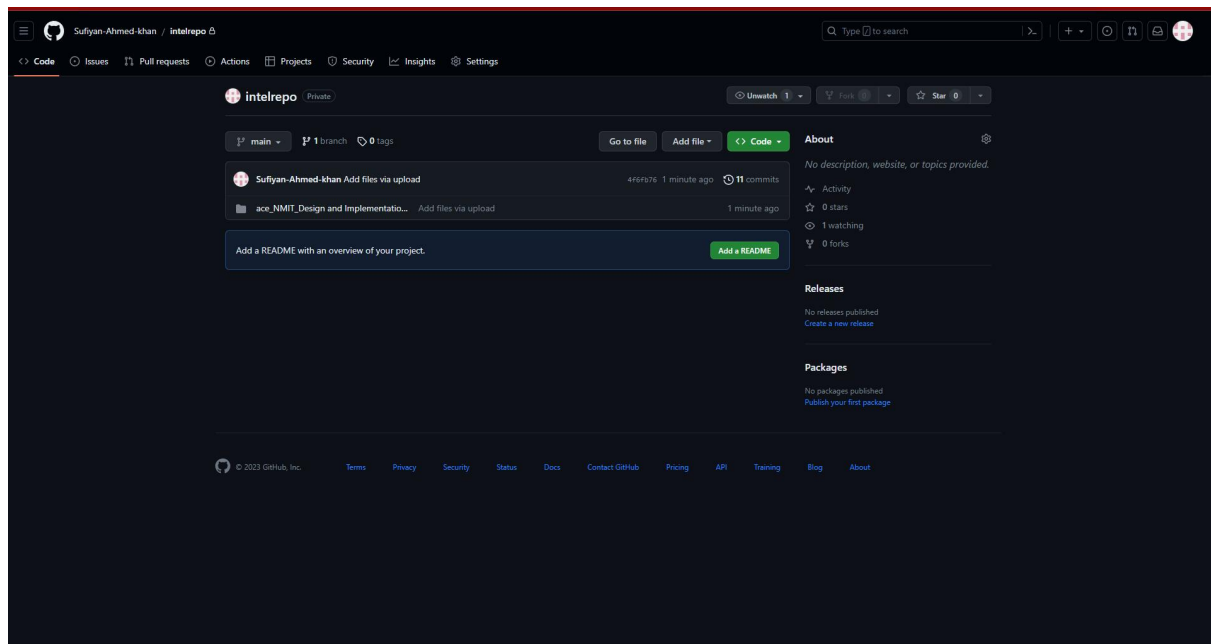 Sufiyan-Ahmed-khan / intelrepo
Type / to search
Code Issues Pull requests Actions Projects Security Insights Settings
intelrepo Private
Unwatch 1 Fork 0 Star 0
main 1 branch 0 tags
Go to file Add file Code
Sufiyan-Ahmed-khan Add files via upload 4f6fb76 1 minute ago 11 commits
ace_NMIT_Design and Implementatio... Add files via upload 1 minute ago
Add a README with an overview of your project. Add a README
About
No description, website, or topics provided.
Activity
0 stars
1 watching
0 forks
Releases
No releases published
Create a new release
Packages
No packages published
Publish your first package
© 2023 GitHub, Inc. Terms Privacy Security Status Docs Contact GitHub Pricing API Training Blog About